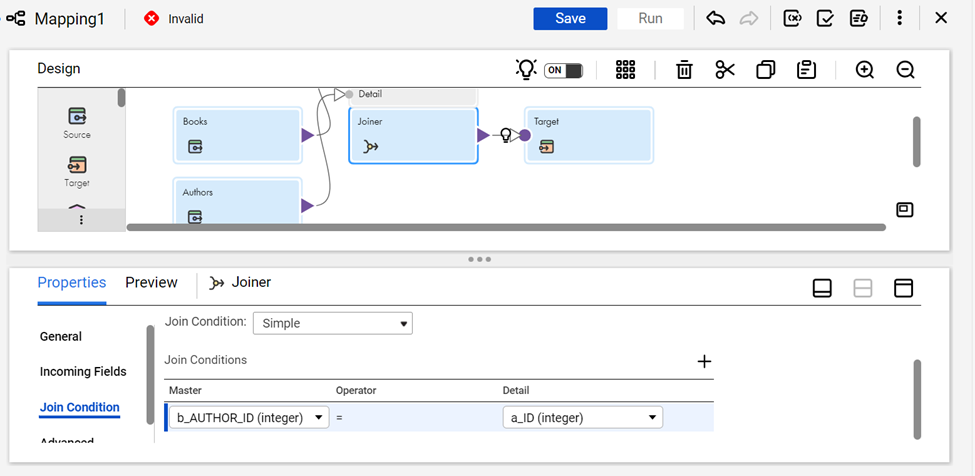 Mapping1
Invalid
Save
Run
Design
ON
Source
Target
Detail
Books
Joiner
Target
Authors
Properties
Preview
Joiner
General
Incoming Fields
Join Condition
Advanced
Join Condition:
Simple
Join Conditions
Master
Operator
Detail
b_AUTHOR_ID (integer)
=
a_ID (integer)